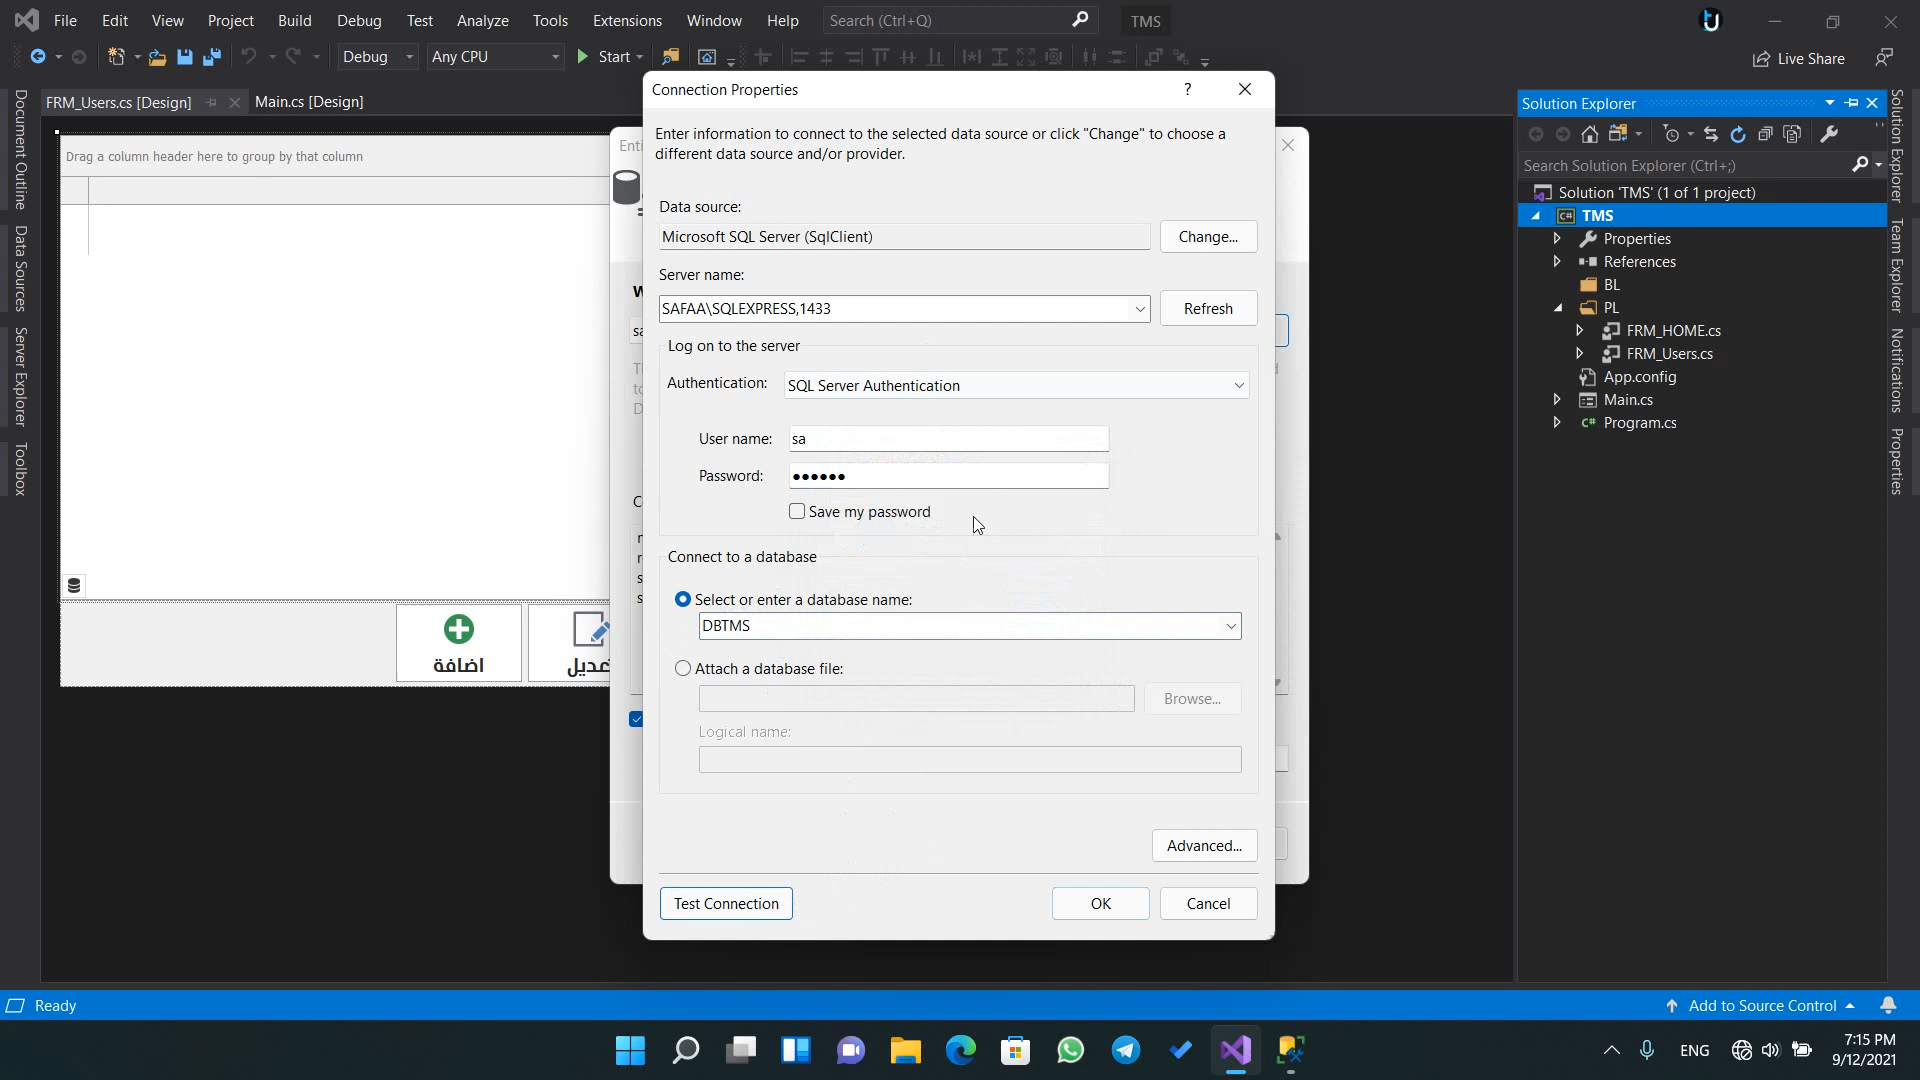 File Edit View Project Build Debug Test Analyze Tools Extensions Window Help Search (Ctrl+Q) TMS
Debug Any CPU Start Live Share
FRM_Users.cs [Design] Main.cs [Design]
Document Outline
Data Sources
Server Explorer
Toolbox
Drag a column header here to group by that column
اضافة
Connection Properties ?
Enter information to connect to the selected data source or click "Change" to choose a
different data source and/or provider.
Data source:
Microsoft SQL Server (SqlClient) Change...
Server name:
SAFAA\SQLEXPRESS,1433 Refresh
Log on to the server
Authentication: SQL Server Authentication
User name: sa
Password: ●●●●●●
Save my password
Connect to a database
Select or enter a database name:
DBTMS
Attach a database file:
Browse...
Logical name:
Advanced...
Test Connection OK Cancel
Solution Explorer
Search Solution Explorer (Ctrl+;)
Solution 'TMS' (1 of 1 project)
C# TMS
Properties
References
BL
PL
FRM_HOME.cs
FRM_Users.cs
App.config
Main.cs
C# Program.cs
Solution Explorer
Team Explorer
Notifications
Properties
Ready Add to Source Control
ENG 7:15 PM
9/12/2021